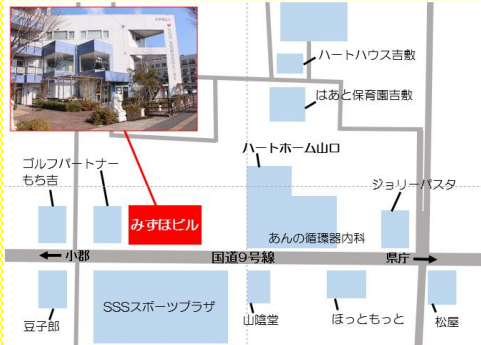 ハートハウス吉敷
はあと保育園吉敷
ハートホーム山口
ゴルフパートナー
もち吉
ジョリーパスタ
みずほビル
あんの循環器内科
← 小郡
国道9号線
県庁 →
SSSスポーツプラザ
豆子郎
山陰堂
ほっともっと
松屋